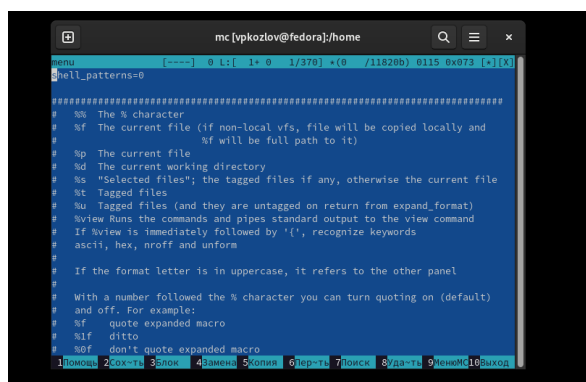 mc [vpkozlov@fedora]:/home
menu [----] 0 L:[ 1+ 0 1/370] *(0 /11820b) 0115 0x073 [*][X]
shell_patterns=0
################################################################################
# %% The % character
# %f The current file (if non-local vfs, file will be copied locally and
# %f will be full path to it)
# %p The current file
# %d The current working directory
# %s "Selected files"; the tagged files if any, otherwise the current file
# %t Tagged files
# %u Tagged files (and they are untagged on return from expand_format)
# %view Runs the commands and pipes standard output to the view command
# If %view is immediately followed by '{', recognize keywords
# ascii, hex, nroff and unform
#
# If the format letter is in uppercase, it refers to the other panel
#
# With a number followed the % character you can turn quoting on (default)
# and off. For example:
# %f quote expanded macro
# %1f ditto
# %0f don't quote expanded macro
1Помощь 2Сох~ть 3Блок 4Замена 5Копия 6Пер~ть 7Поиск 8Уда~ть 9МенюMC 10Выход